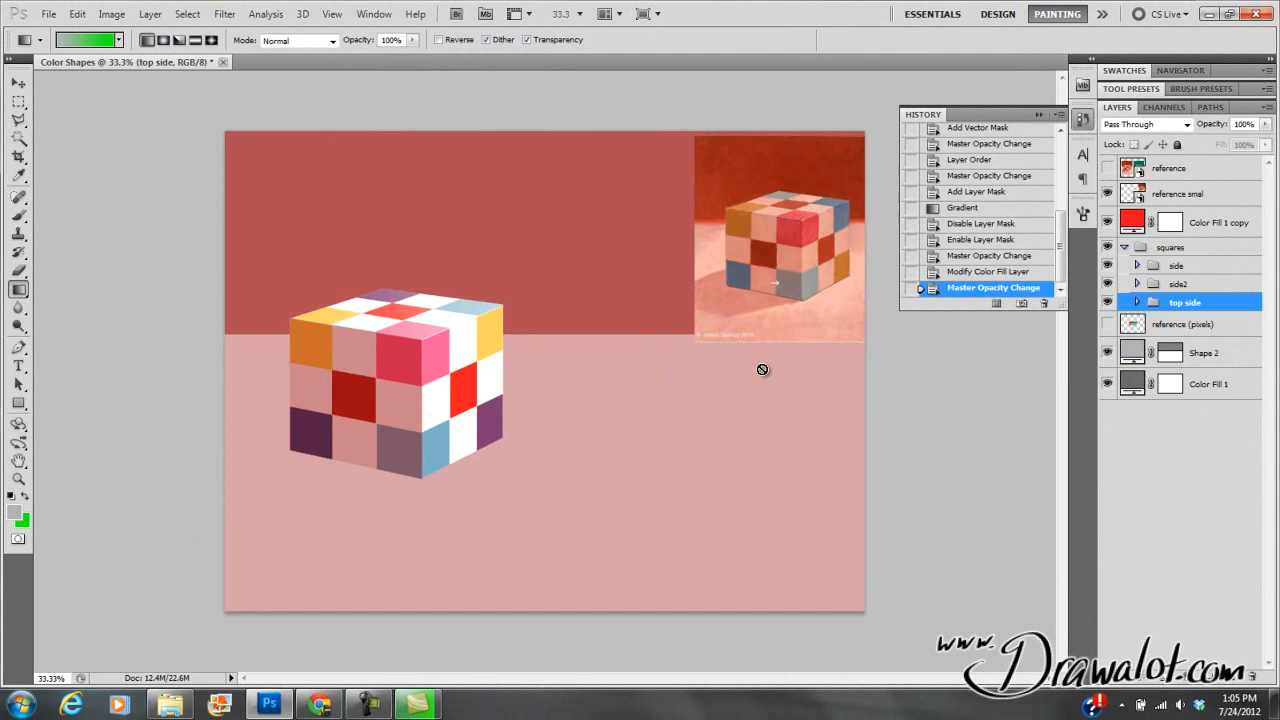 Ps File Edit Image Layer Select Filter Analysis 3D View Window Help Br Mb 33.3 ESSENTIALS DESIGN PAINTING CS Live
Mode: Normal Opacity: 100% Reverse Dither Transparency
Color Shapes @ 33.3% (top side, RGB/8) *
SWATCHES NAVIGATOR
TOOL PRESETS BRUSH PRESETS
LAYERS CHANNELS PATHS
Pass Through Opacity: 100%
Lock: Fill: 100%
reference
reference smal
Color Fill 1 copy
squares
side
side2
top side
reference (pixels)
Shape 2
Color Fill 1
HISTORY
Add Vector Mask
Master Opacity Change
Layer Order
Master Opacity Change
Add Layer Mask
Gradient
Disable Layer Mask
Enable Layer Mask
Master Opacity Change
Modify Color Fill Layer
Master Opacity Change
www.
Drawalot.com
33.33% Doc: 12.4M/22.6M
Ps
1:05 PM
7/24/2012